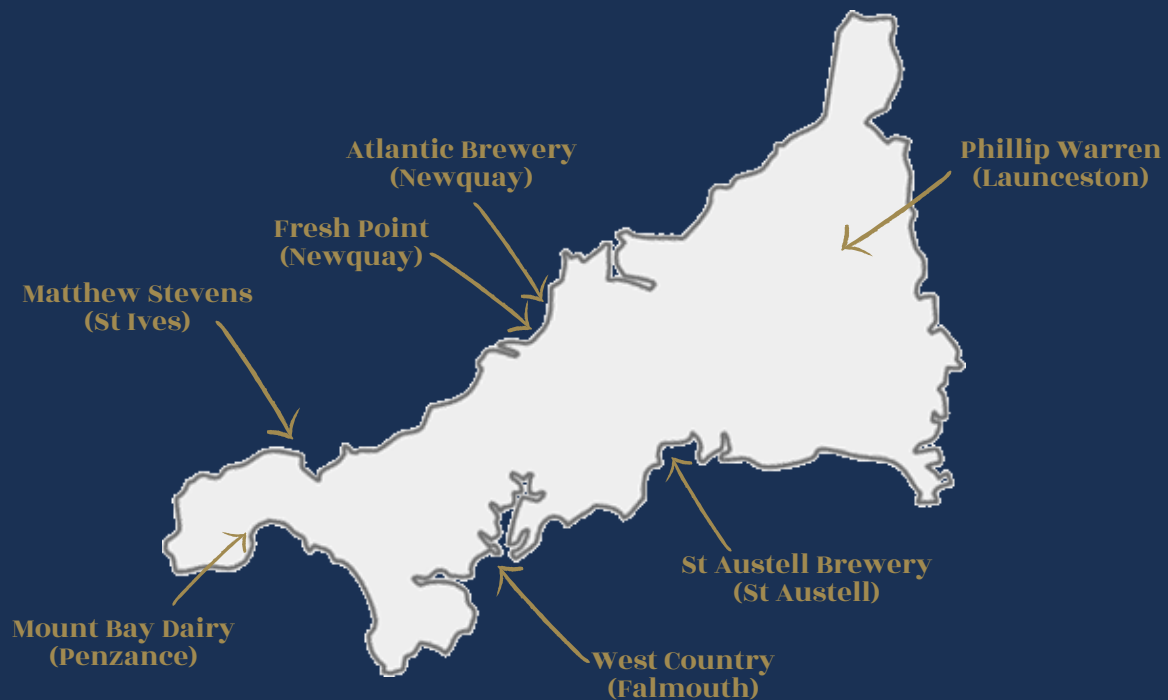 Atlantic Brewery
(Newquay)
Phillip Warren
(Launceston)
Fresh Point
(Newquay)
Matthew Stevens
(St Ives)
St Austell Brewery
(St Austell)
Mount Bay Dairy
(Penzance)
West Country
(Falmouth)